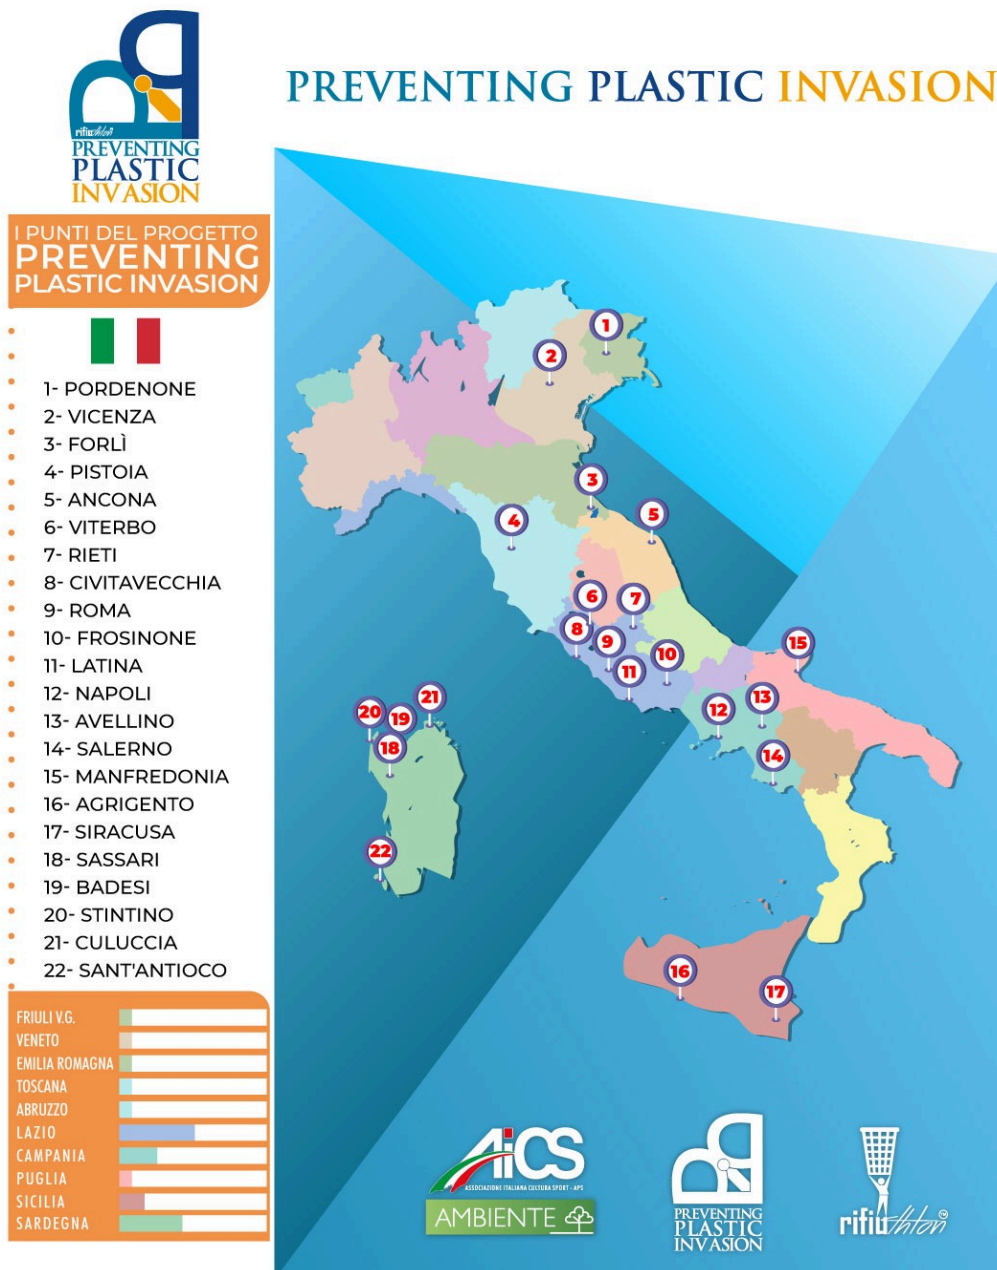 PREVENTING PLASTIC INVASION
rifiuthlon
PREVENTING
PLASTIC
INVASION
I PUNTI DEL PROGETTO
PREVENTING
PLASTIC INVASION
1- PORDENONE
2- VICENZA
3- FORLÌ
4- PISTOIA
5- ANCONA
6- VITERBO
7- RIETI
8- CIVITAVECCHIA
9- ROMA
10- FROSINONE
11- LATINA
12- NAPOLI
13- AVELLINO
14- SALERNO
15- MANFREDONIA
16- AGRIGENTO
17- SIRACUSA
18- SASSARI
19- BADESI
20- STINTINO
21- CULUCCIA
22- SANT'ANTIOCO
FRIULI V.G.
VENETO
EMILIA ROMAGNA
TOSCANA
ABRUZZO
LAZIO
CAMPANIA
PUGLIA
SICILIA
SARDEGNA
1
2
3
4
5
6
7
8
9
10
11
12
13
14
15
16
17
18
19
20
21
22
AiCS
ASSOCIAZIONE ITALIANA CULTURA SPORT - APS
AMBIENTE
PREVENTING
PLASTIC
INVASION
rifiuthlon™